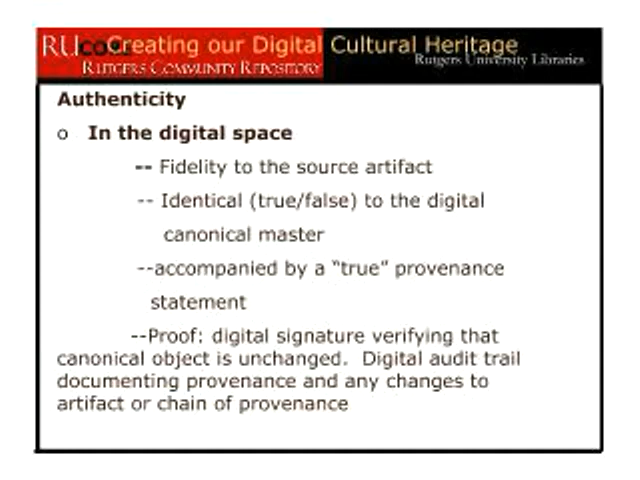 RUcore Creating our Digital Cultural Heritage
RUTGERS COMMUNITY REPOSITORY Rutgers University Libraries
Authenticity
o In the digital space
-- Fidelity to the source artifact
-- Identical (true/false) to the digital
canonical master
--accompanied by a “true” provenance
statement
--Proof: digital signature verifying that
canonical object is unchanged. Digital audit trail
documenting provenance and any changes to
artifact or chain of provenance